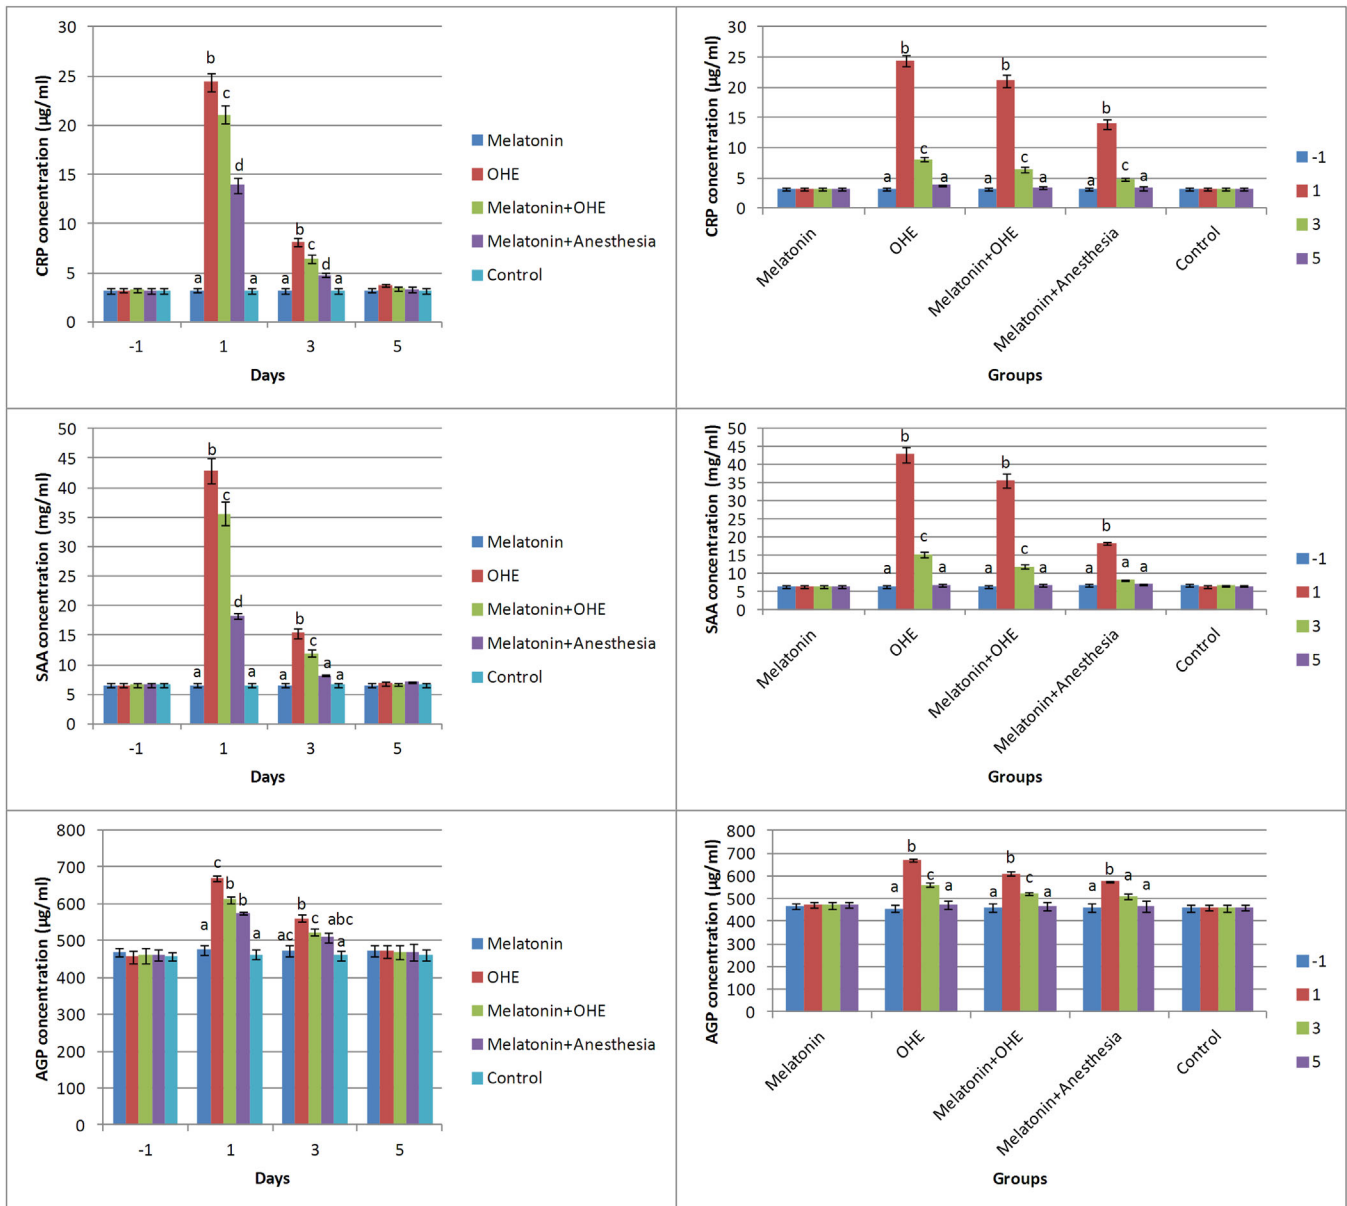 CRP concentration (µg/ml)
30
25
20
15
10
5
0
b
c
d
a
a
b
c
d
a
a
-1
1
3
5
Days
Melatonin
OHE
Melatonin+OHE
Melatonin+Anesthesia
Control
CRP concentration (µg/ml)
30
25
20
15
10
5
0
b
b
b
a
c
a
a
c
a
a
c
a
Melatonin
OHE
Melatonin+OHE
Melatonin+Anesthesia
Control
Groups
-1
1
3
5
SAA concentration (mg/ml)
50
45
40
35
30
25
20
15
10
5
0
b
c
d
a
a
b
c
a
a
a
-1
1
3
5
Days
Melatonin
OHE
Melatonin+OHE
Melatonin+Anesthesia
Control
SAA concentration (mg/ml)
50
45
40
35
30
25
20
15
10
5
0
b
b
b
a
c
a
a
c
a
a
a
a
Melatonin
OHE
Melatonin+OHE
Melatonin+Anesthesia
Control
Groups
-1
1
3
5
AGP concentration (µg/ml)
800
700
600
500
400
300
200
100
0
c
b
b
a
a
b
c
abc
ac
a
-1
1
3
5
Days
Melatonin
OHE
Melatonin+OHE
Melatonin+Anesthesia
Control
AGP concentration (µg/ml)
800
700
600
500
400
300
200
100
0
b
b
b
a
c
a
a
c
a
a
a
a
Melatonin
OHE
Melatonin+OHE
Melatonin+Anesthesia
Control
Groups
-1
1
3
5